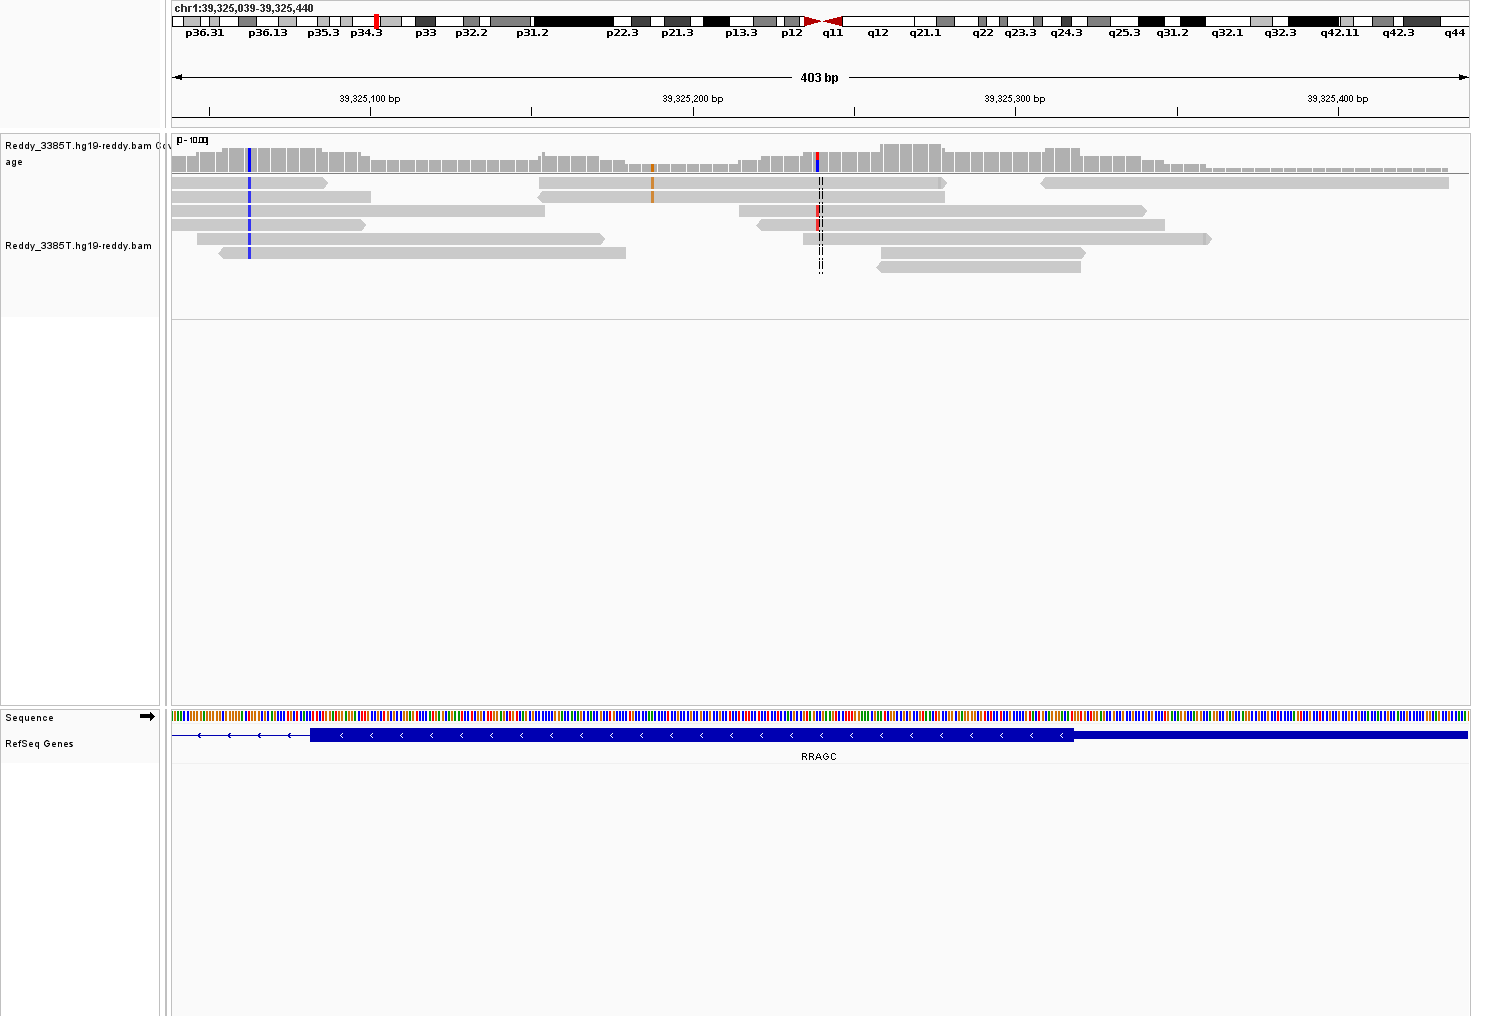 chr1:39,325,039-39,325,440
p36.31 p36.13 p35.3 p34.3 p33 p32.2 p31.2 p22.3 p21.3 p13.3 p12 q11 q12 q21.1 q22 q23.3 q24.3 q25.3 q31.2 q32.1 q32.3 q42.11 q42.3 q44
403 bp
39,325,100 bp 39,325,200 bp 39,325,300 bp 39,325,400 bp
[0 - 10.00]
Reddy_3385T.hg19-reddy.bam Cov
age
Reddy_3385T.hg19-reddy.bam
Sequence
RefSeq Genes
RRAGC